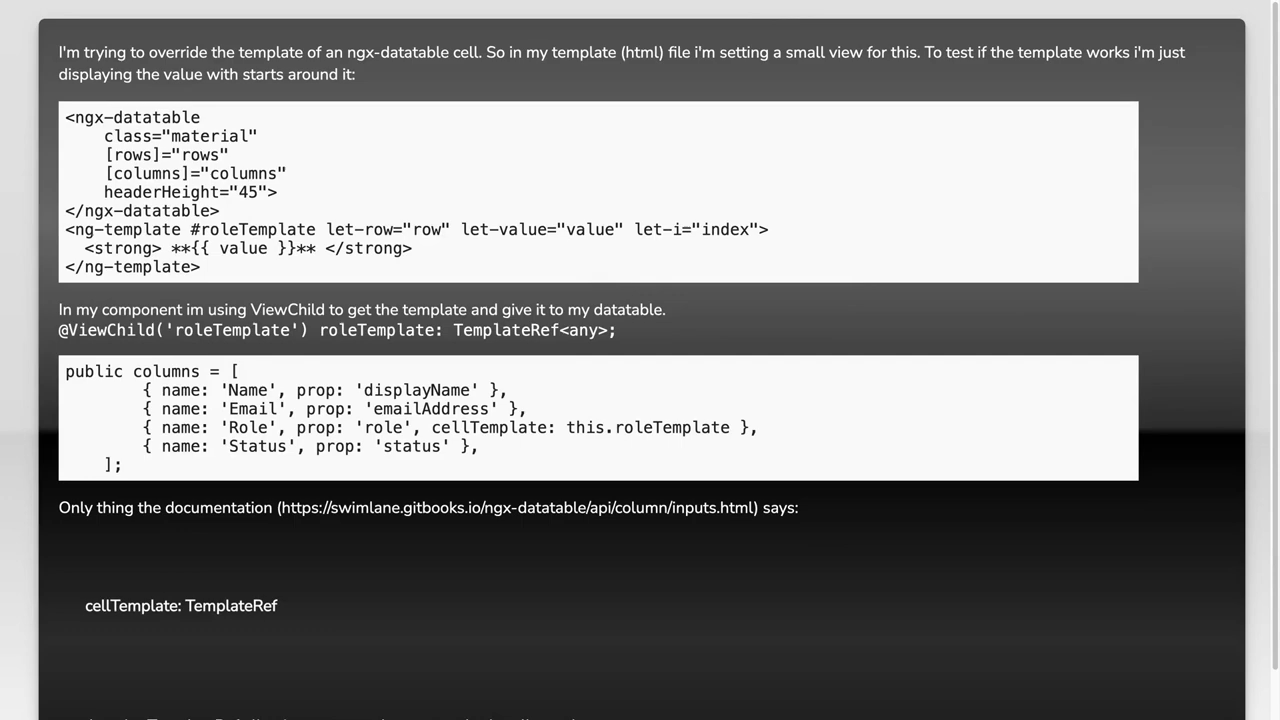 I'm trying to override the template of an ngx-datatable cell. So in my template (html) file i'm setting a small view for this. To test if the template works i'm just
displaying the value with starts around it:
<ngx-datatable
    class="material"
    [rows]="rows"
    [columns]="columns"
    headerHeight="45">
</ngx-datatable>
<ng-template #roleTemplate let-row="row" let-value="value" let-i="index">
  <strong> **{{ value }}** </strong>
</ng-template>
In my component im using ViewChild to get the template and give it to my datatable.
@ViewChild('roleTemplate') roleTemplate: TemplateRef<any>;
public columns = [
        { name: 'Name', prop: 'displayName' },
        { name: 'Email', prop: 'emailAddress' },
        { name: 'Role', prop: 'role', cellTemplate: this.roleTemplate },
        { name: 'Status', prop: 'status' },
    ];
Only thing the documentation (https://swimlane.gitbooks.io/ngx-datatable/api/column/inputs.html) says:
cellTemplate: TemplateRef